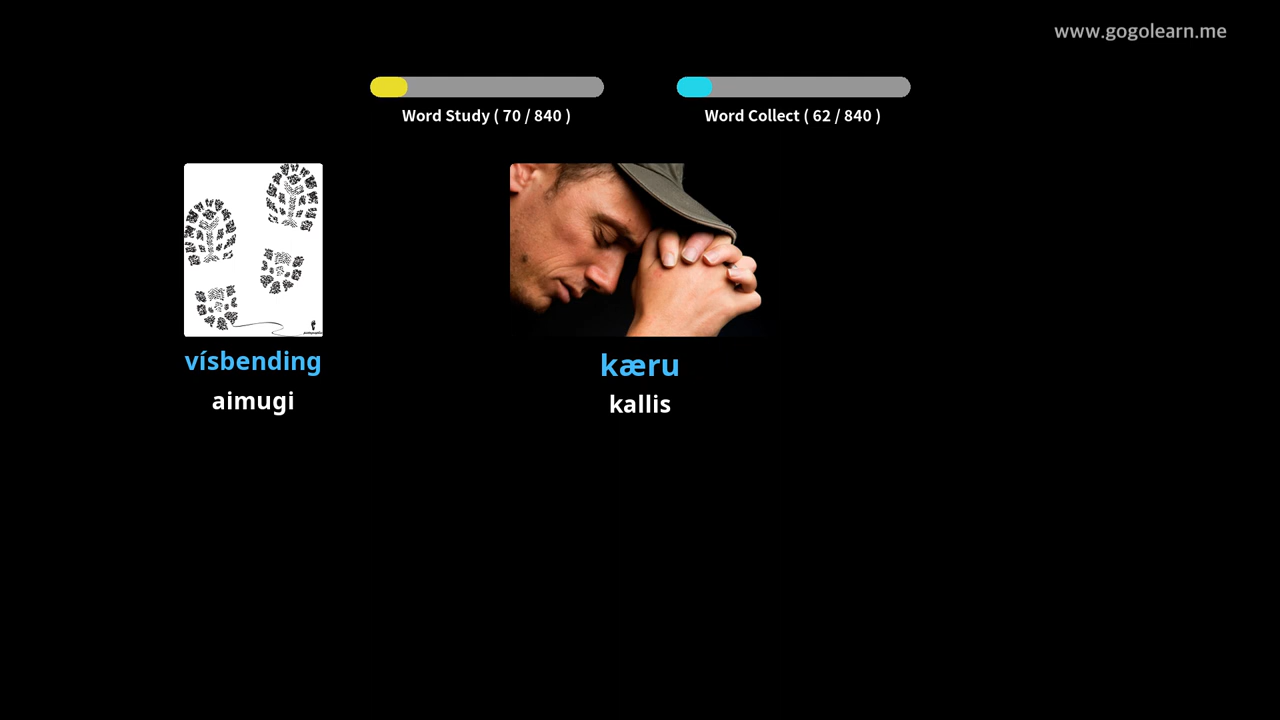 www.gogolearn.me
Word Study ( 70 / 840 )
Word Collect ( 62 / 840 )
vísbending
aimugi
kæru
kallis